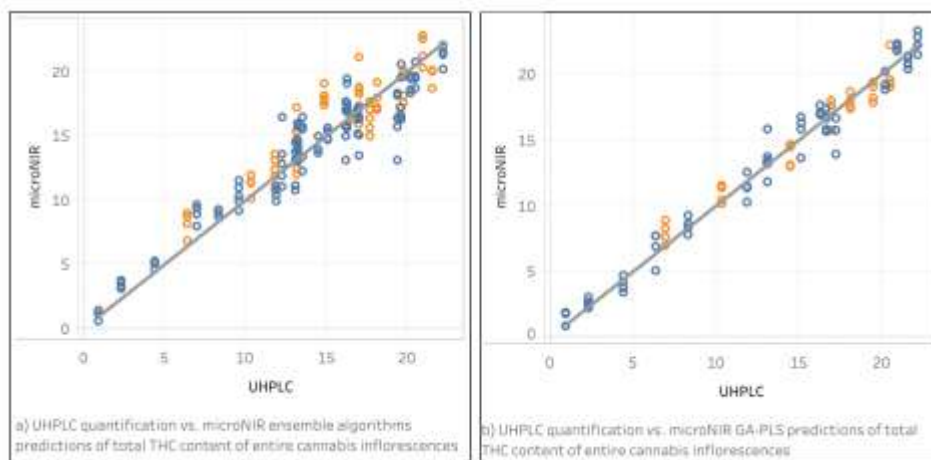 20
15
microNIR
10
5
0
0 5 10 15 20
UHPLC
a) UHPLC quantification vs. microNIR ensemble algorithms
predictions of total THC content of entire cannabis inflorescences
20
15
microNIR
10
5
0
0 5 10 15 20
UHPLC
b) UHPLC quantification vs. microNIR GA-PLS predictions of total
THC content of entire cannabis inflorescences